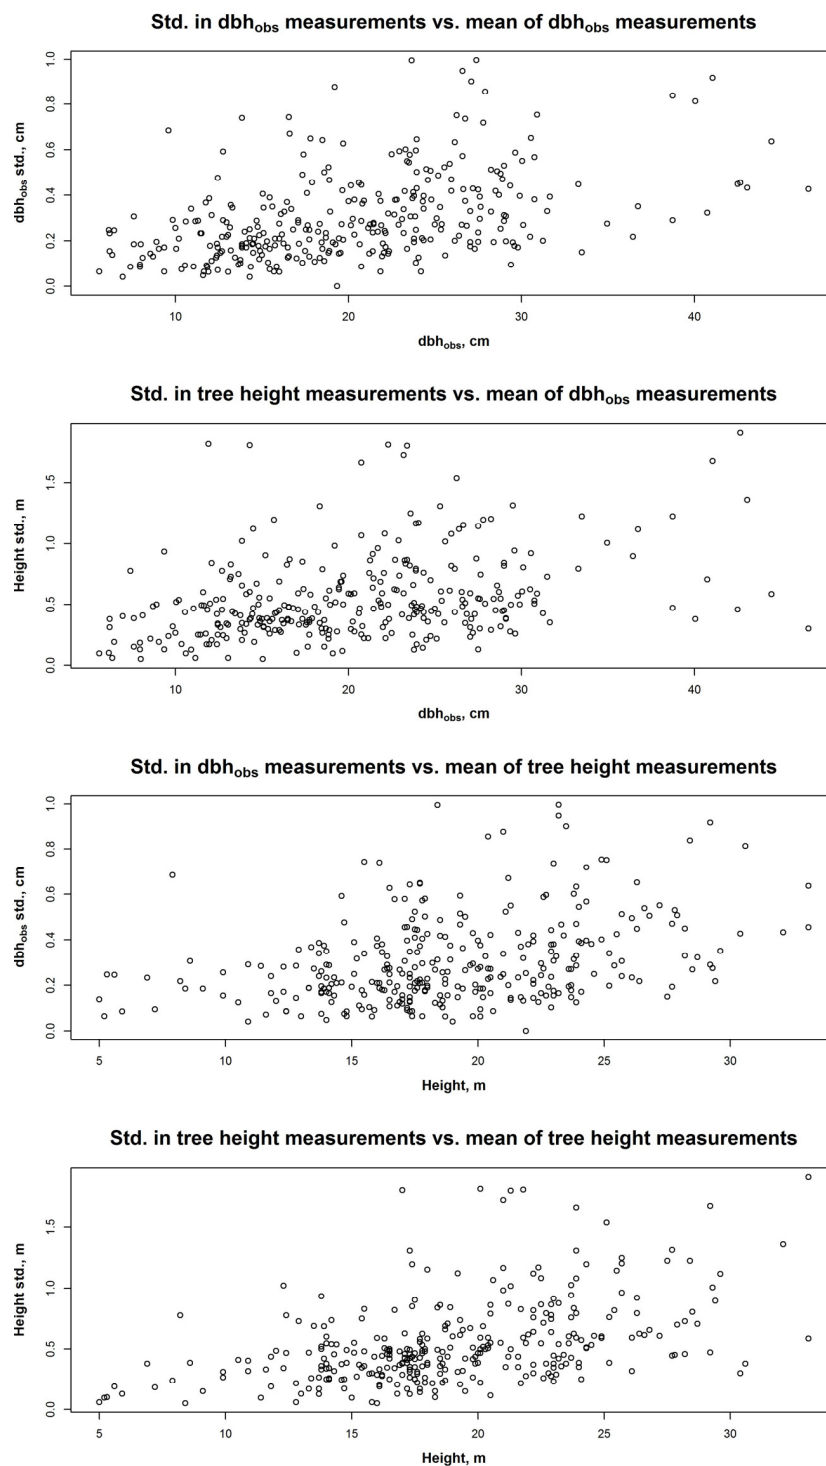 Std. in dbhobs measurements vs. mean of dbhobs measurements
1.0
0.8
0.6
0.4
0.2
0.0
dbhobs std., cm
10 20 30 40
dbhobs, cm
Std. in tree height measurements vs. mean of dbhobs measurements
1.5
1.0
0.5
0.0
Height std., m
10 20 30 40
dbhobs, cm
Std. in dbhobs measurements vs. mean of tree height measurements
1.0
0.8
0.6
0.4
0.2
0.0
dbhobs std., cm
5 10 15 20 25 30
Height, m
Std. in tree height measurements vs. mean of tree height measurements
1.5
1.0
0.5
0.0
Height std., m
5 10 15 20 25 30
Height, m